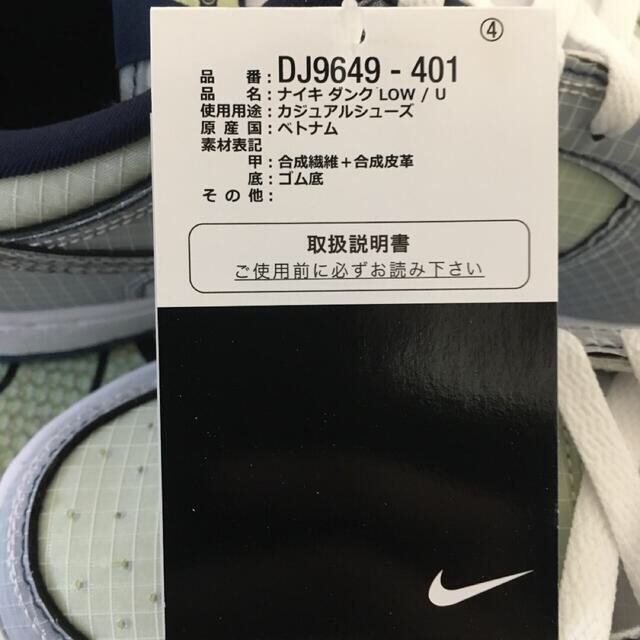 ④
品番：DJ9649 - 401
品名：ナイキ ダンク LOW / U
使用用途：カジュアルシューズ
原産国：ベトナム
素材表記
甲：合成繊維＋合成皮革
底：ゴム底
その他：
取扱説明書
ご使用前に必ずお読み下さい